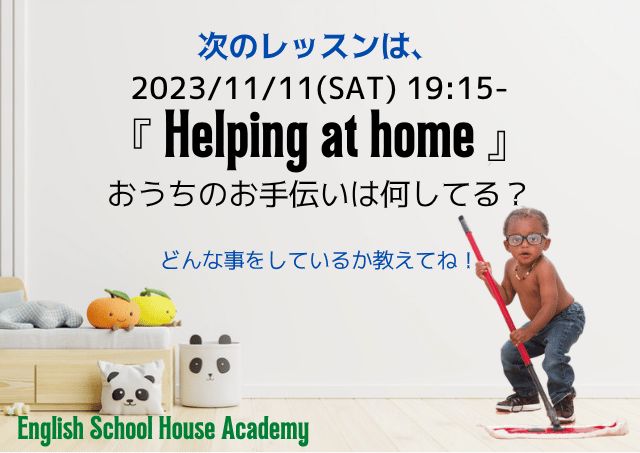 次のレッスンは、
2023/11/11(SAT) 19:15-
『 Helping at home 』
おうちのお手伝いは何してる？
どんな事をしているか教えてね！
English School House Academy